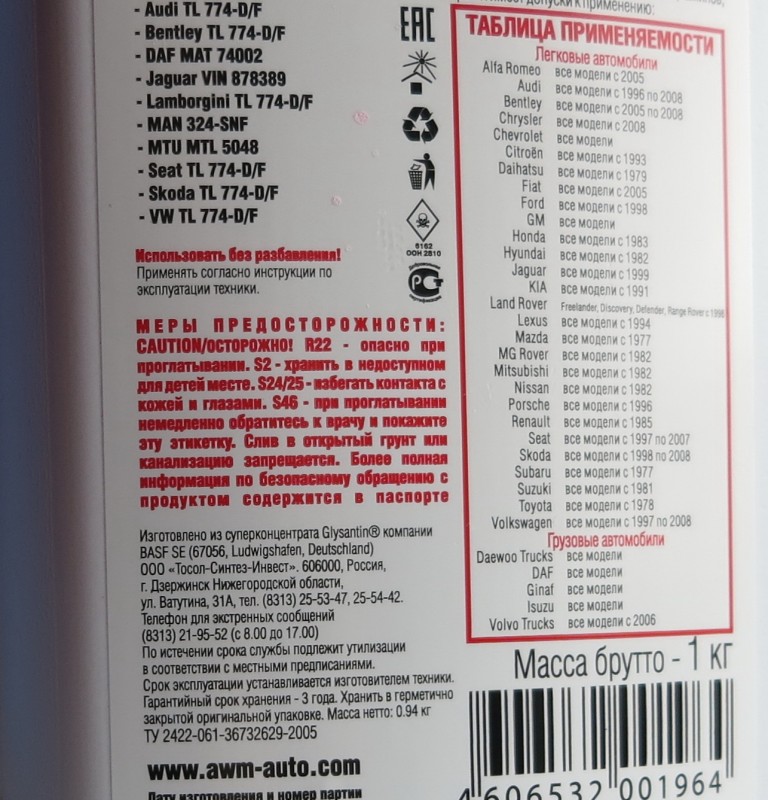 - Audi TL 774-D/F
- Bentley TL 774-D/F
- DAF MAT 74002
- Jaguar VIN 878389
- Lamborgini TL 774-D/F
- MAN 324-SNF
- MTU MTL 5048
- Seat TL 774-D/F
- Skoda TL 774-D/F
- VW TL 774-D/F
Использовать без разбавления!
Применять согласно инструкции по
эксплуатации техники.
МЕРЫ ПРЕДОСТОРОЖНОСТИ:
CAUTION/ОСТОРОЖНО! R22 - опасно при
проглатывании. S2 - хранить в недоступном
для детей месте. S24/25 - избегать контакта с
кожей и глазами. S46 - при проглатывании
немедленно обратитесь к врачу и покажите
эту этикетку. Слив в открытый грунт или
канализацию запрещается. Более полная
информация по безопасному обращению с
продуктом содержится в паспорте
Изготовлено из суперконцентрата Glysantin® компании
BASF SE (67056, Ludwigshafen, Deutschland)
ООО «Тосол-Синтез-Инвест». 606000, Россия,
г. Дзержинск Нижегородской области,
ул. Ватутина, 31А, тел. (8313) 25-53-47, 25-54-42.
Телефон для экстренных сообщений
(8313) 21-95-52 (с 8.00 до 17.00)
По истечении срока службы подлежит утилизации
в соответствии с местными предписаниями.
Срок эксплуатации устанавливается изготовителем техники.
Гарантийный срок хранения - 3 года. Хранить в герметично
закрытой оригинальной упаковке. Масса нетто: 0.94 кг
ТУ 2422-061-36732629-2005
www.awm-auto.com
Дату изготовления и номер партии
EAC
6162
ООН 2810
РСТ
допуски к применению:
ТАБЛИЦА ПРИМЕНЯЕМОСТИ
Легковые автомобили
Alfa Romeo все модели с 2005
Audi все модели с 1996 по 2008
Bentley все модели с 2005 по 2008
Chrysler все модели с 2008
Chevrolet все модели
Citroën все модели с 1993
Daihatsu все модели с 1979
Fiat все модели с 2005
Ford все модели с 1998
GM все модели
Honda все модели с 1983
Hyundai все модели с 1982
Jaguar все модели с 1999
KIA все модели с 1991
Land Rover Freelander, Discovery, Defender, Range Rover с 1998
Lexus все модели с 1994
Mazda все модели с 1977
MG Rover все модели с 1982
Mitsubishi все модели с 1982
Nissan все модели с 1982
Porsche все модели с 1996
Renault все модели с 1985
Seat все модели с 1997 по 2007
Skoda все модели с 1998 по 2008
Subaru все модели с 1977
Suzuki все модели с 1981
Toyota все модели с 1978
Volkswagen все модели с 1997 по 2008
Грузовые автомобили
Daewoo Trucks все модели
DAF все модели
Ginaf все модели
Isuzu все модели
Volvo Trucks все модели с 2006
Масса брутто - 1 кг
4 606532 001964